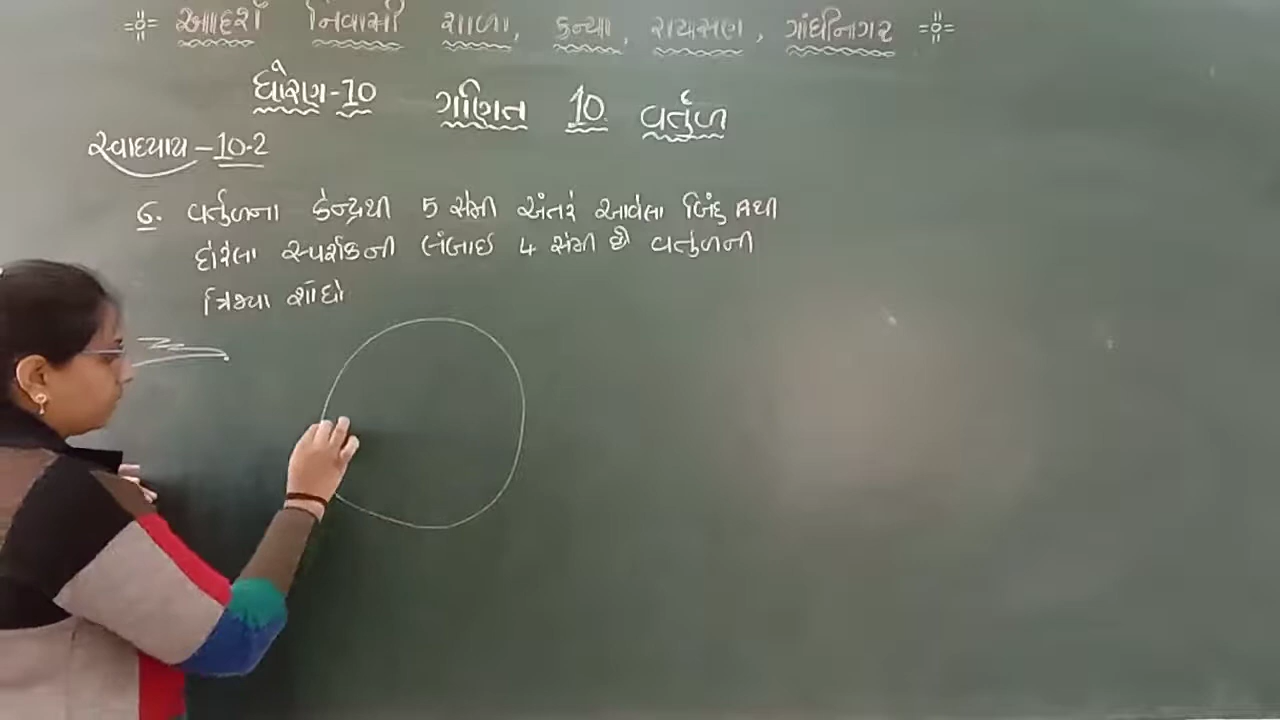 આદર્શ નિવાસી શાળા, કન્યા, રાયસણ, ગાંધીનગર
ધોરણ-10 ગણિત 10. વર્તુળ
સ્વાધ્યાય - 10.2
6. વર્તુળના કેન્દ્રથી 5 સેમી અંતરે આવેલા બિંદુ Aથી
દોરેલા સ્પર્શકની લંબાઈ 4 સેમી છે વર્તુળની
ત્રિજ્યા શોધો